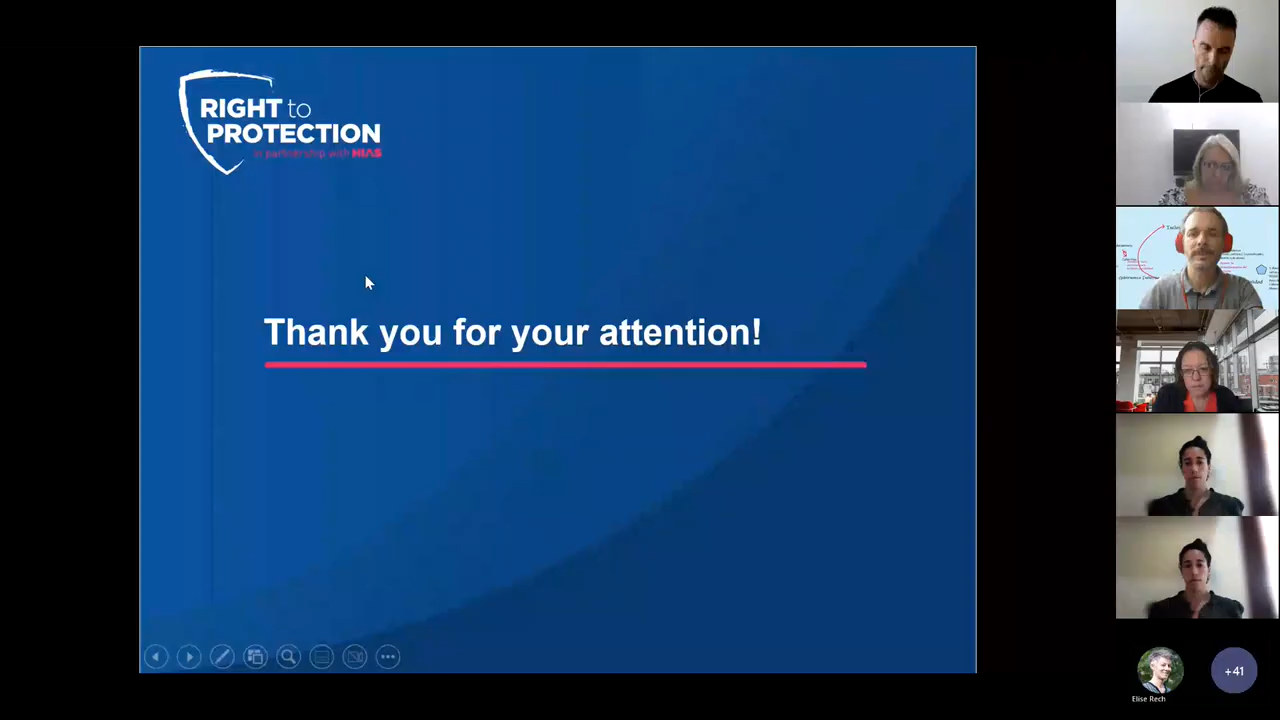 RIGHT to
PROTECTION
in partnership with HIAS
Thank you for your attention!
Elise Rech
+41